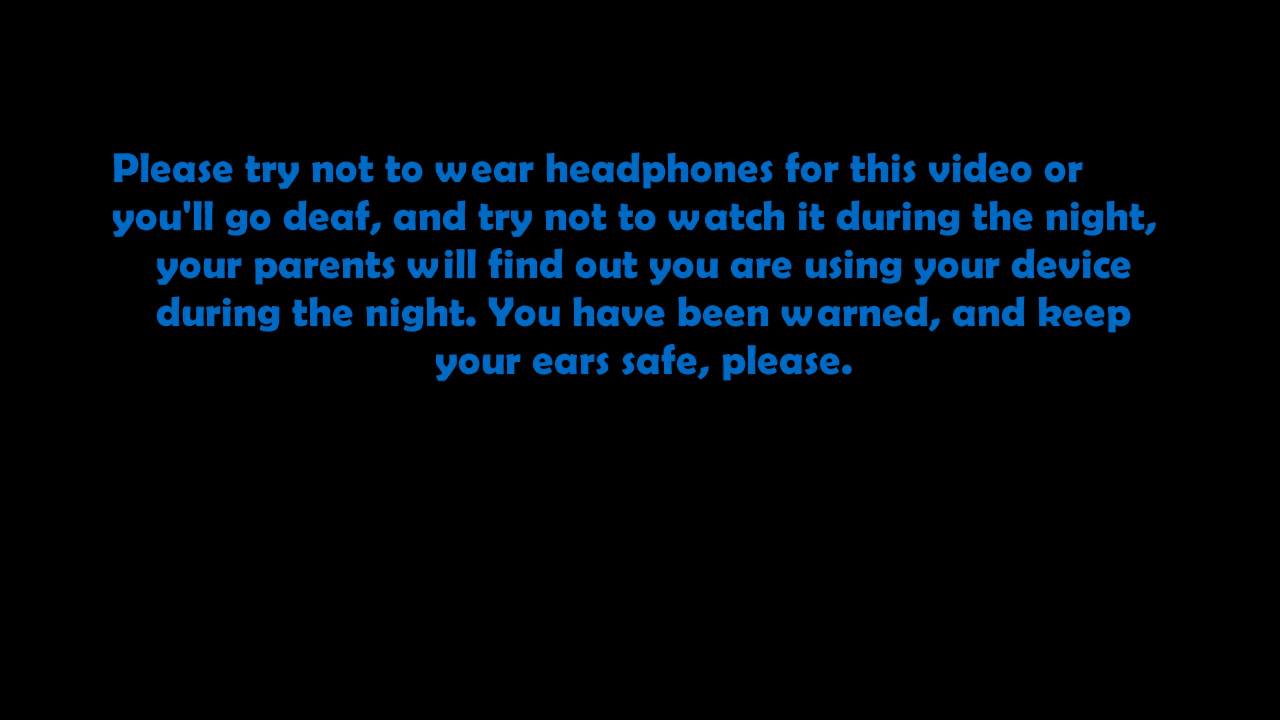 Please try not to wear headphones for this video or
you'll go deaf, and try not to watch it during the night,
your parents will find out you are using your device
during the night. You have been warned, and keep
your ears safe, please.